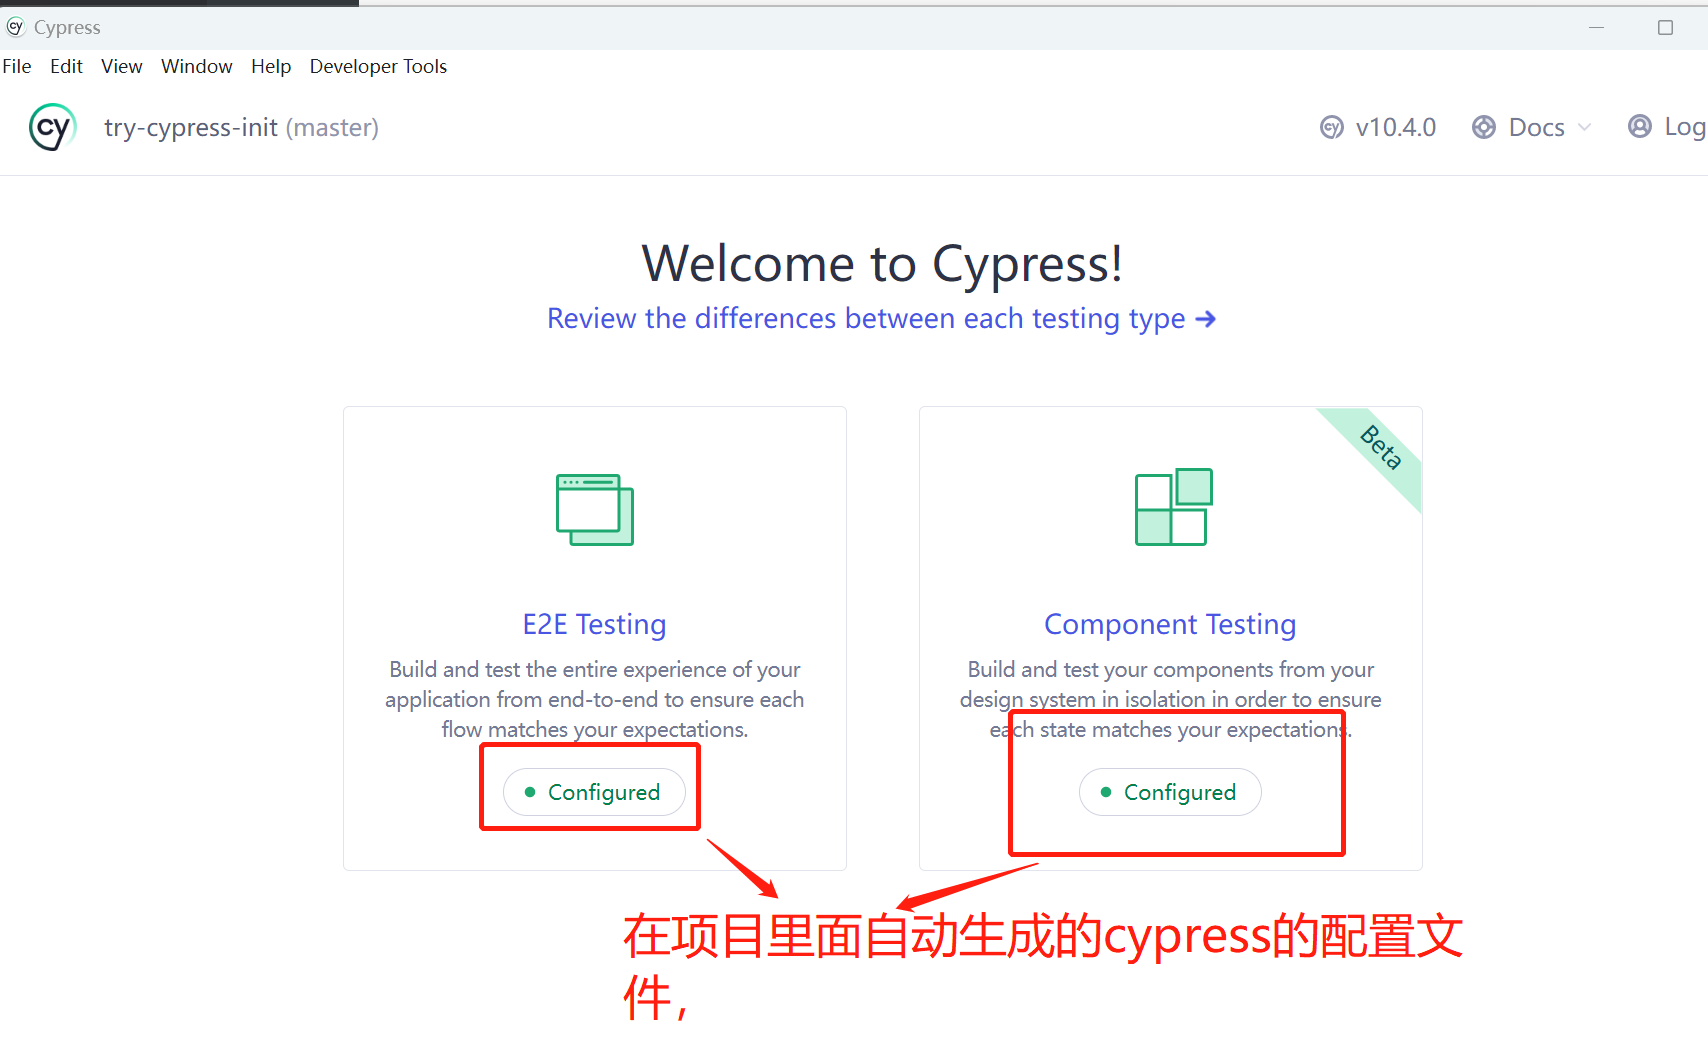 Cypress
File Edit View Window Help Developer Tools
cy try-cypress-init (master) v10.4.0 Docs Log
Welcome to Cypress!
Review the differences between each testing type →
Beta
E2E Testing
Build and test the entire experience of your
application from end-to-end to ensure each
flow matches your expectations.
Configured
Component Testing
Build and test your components from your
design system in isolation in order to ensure
each state matches your expectations.
Configured
在项目里面自动生成的cypress的配置文
件，